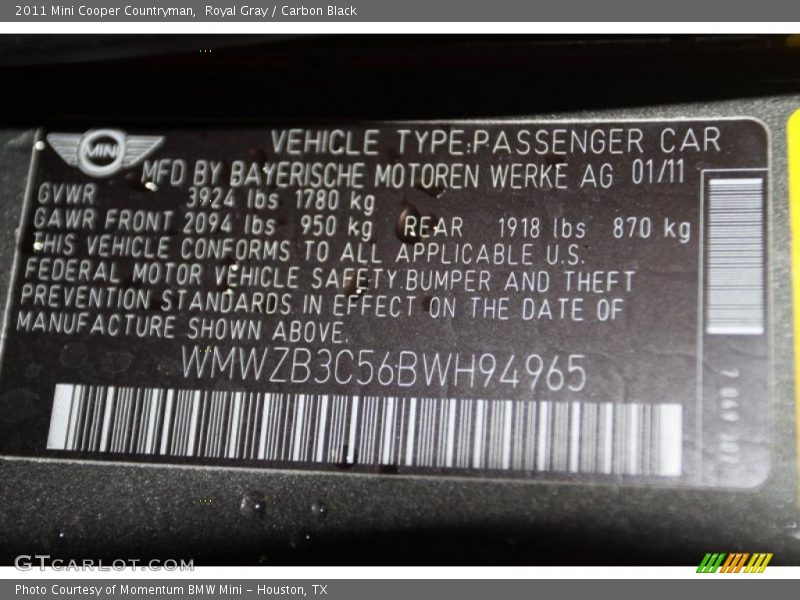 2011 Mini Cooper Countryman,  Royal Gray / Carbon Black
MINI
VEHICLE TYPE:PASSENGER CAR
MFD BY BAYERISCHE MOTOREN WERKE AG 01/11
GVWR 3924 lbs 1780 kg
GAWR FRONT 2094 lbs 950 kg REAR 1918 lbs 870 kg
THIS VEHICLE CONFORMS TO ALL APPLICABLE U.S.
FEDERAL MOTOR VEHICLE SAFETY,BUMPER AND THEFT
PREVENTION STANDARDS IN EFFECT ON THE DATE OF
MANUFACTURE SHOWN ABOVE.
WMWZB3C56BWH94965
GTCARLOT.COM
Photo Courtesy of Momentum BMW Mini - Houston, TX